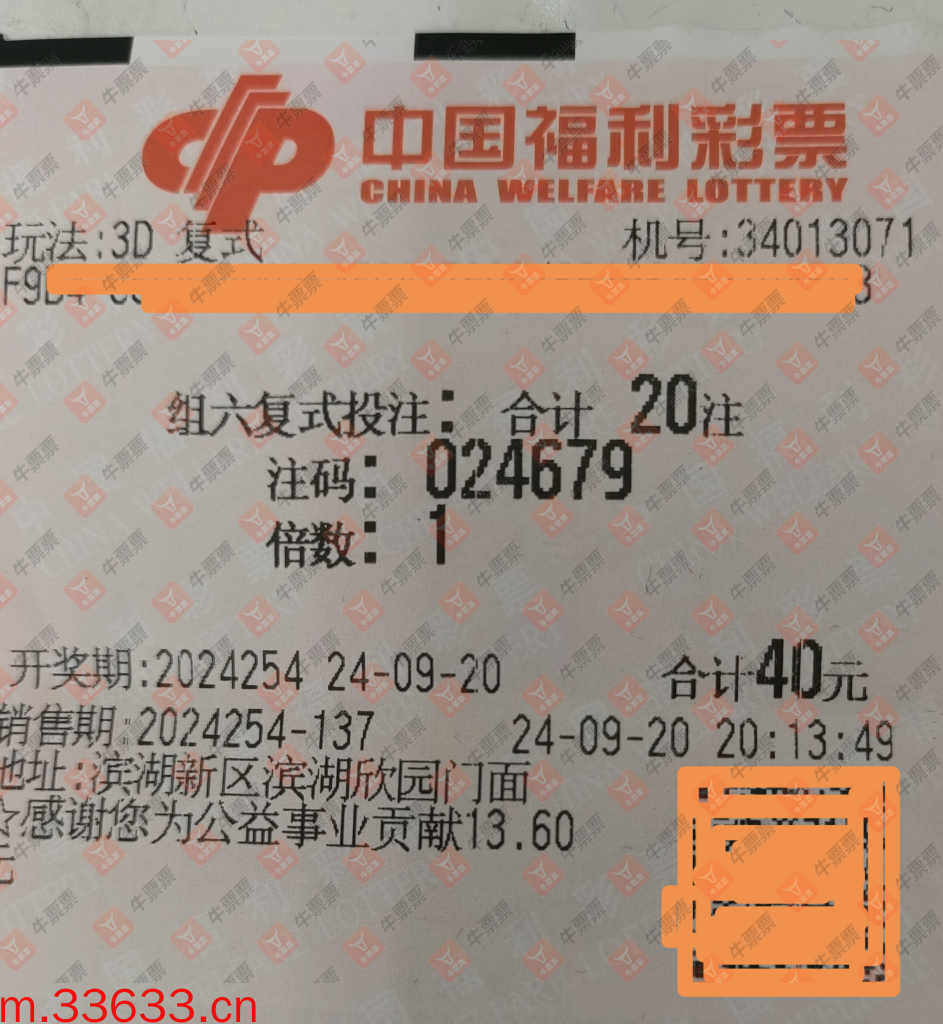 中国福利彩票
CHINA WELFARE LOTTERY
玩法:3D 复式 机号:34013071
组六复式投注: 合计 20注
注码: 024679
倍数: 1
开奖期:2024254 24-09-20 合计40元
销售期:2024254-137 24-09-20 20:13:49
地址:滨湖新区滨湖欣园门面
☆感谢您为公益事业贡献13.60
元
m.33633.cn
牛票票